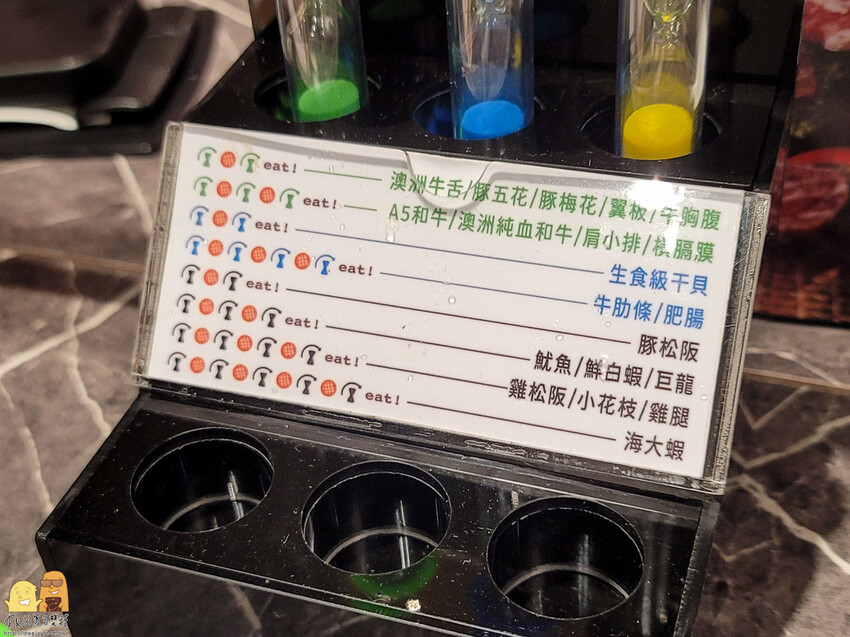 eat! 澳洲牛舌/豚五花/豚梅花/翼板/牛胸腹
eat! A5和牛/澳洲純血和牛/肩小排/橫膈膜
eat! 生食級干貝
eat! 牛肋條/肥腸
eat! 豚松阪
eat! 魷魚/鮮白蝦/巨龍
eat! 雞松阪/小花枝/雞腿
eat! 海大蝦